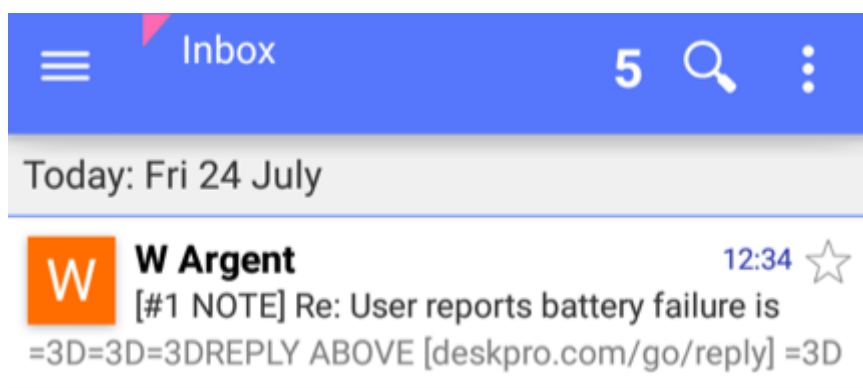 Inbox
5
Today: Fri 24 July
W
W Argent
12:34
[#1 NOTE] Re: User reports battery failure is
=3D=3D=3DREPLY ABOVE [deskpro.com/go/reply] =3D